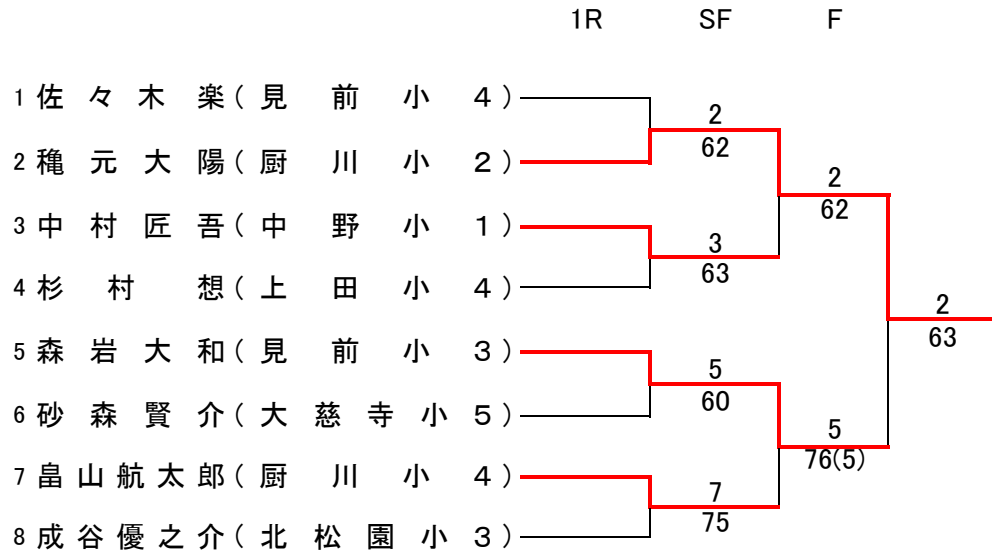 1R SF F
1 佐々木 楽(見前小 4)
2
62
2 穐元大陽(厨川小 2)
2
62
3 中村匠吾(中野小 1)
3
63
4 杉村 想(上田小 4)
2
63
5 森岩大和(見前小 3)
5
60
6 砂森賢介(大慈寺小 5)
5
76(5)
7 畠山航太郎(厨川小 4)
7
75
8 成谷優之介(北松園小 3)